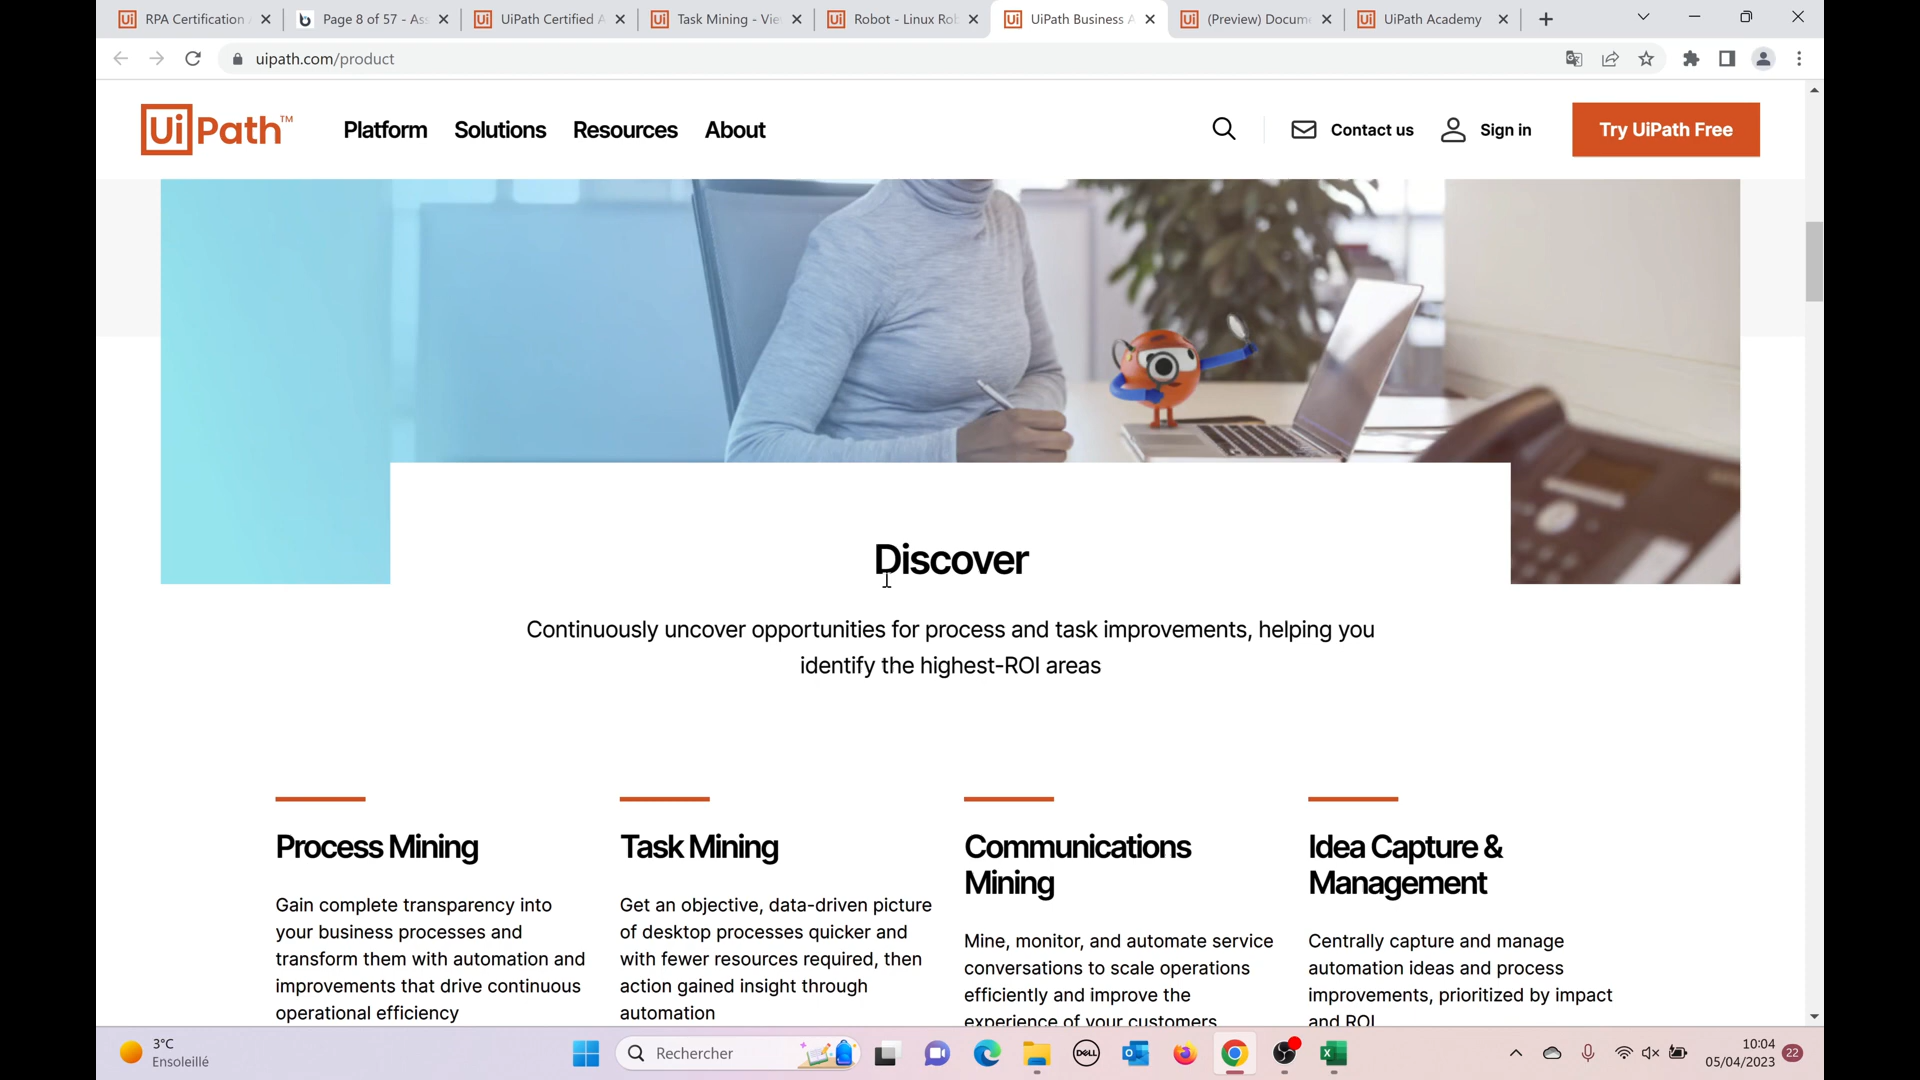 RPA Certification
Page 8 of 57 - As
UiPath Certified A
Task Mining - Vie
Robot - Linux Rob
UiPath Business A
(Preview) Docume
UiPath Academy
uipath.com/product
UiPath™
Platform
Solutions
Resources
About
Contact us
Sign in
Try UiPath Free
Discover
Continuously uncover opportunities for process and task improvements, helping you
identify the highest-ROI areas
Process Mining
Gain complete transparency into
your business processes and
transform them with automation and
improvements that drive continuous
operational efficiency
Task Mining
Get an objective, data-driven picture
of desktop processes quicker and
with fewer resources required, then
action gained insight through
automation
Communications
Mining
Mine, monitor, and automate service
conversations to scale operations
efficiently and improve the
experience of your customers
Idea Capture &
Management
Centrally capture and manage
automation ideas and process
improvements, prioritized by impact
and ROI
3°C
Ensoleillé
Rechercher
DELL
10:04
05/04/2023
22